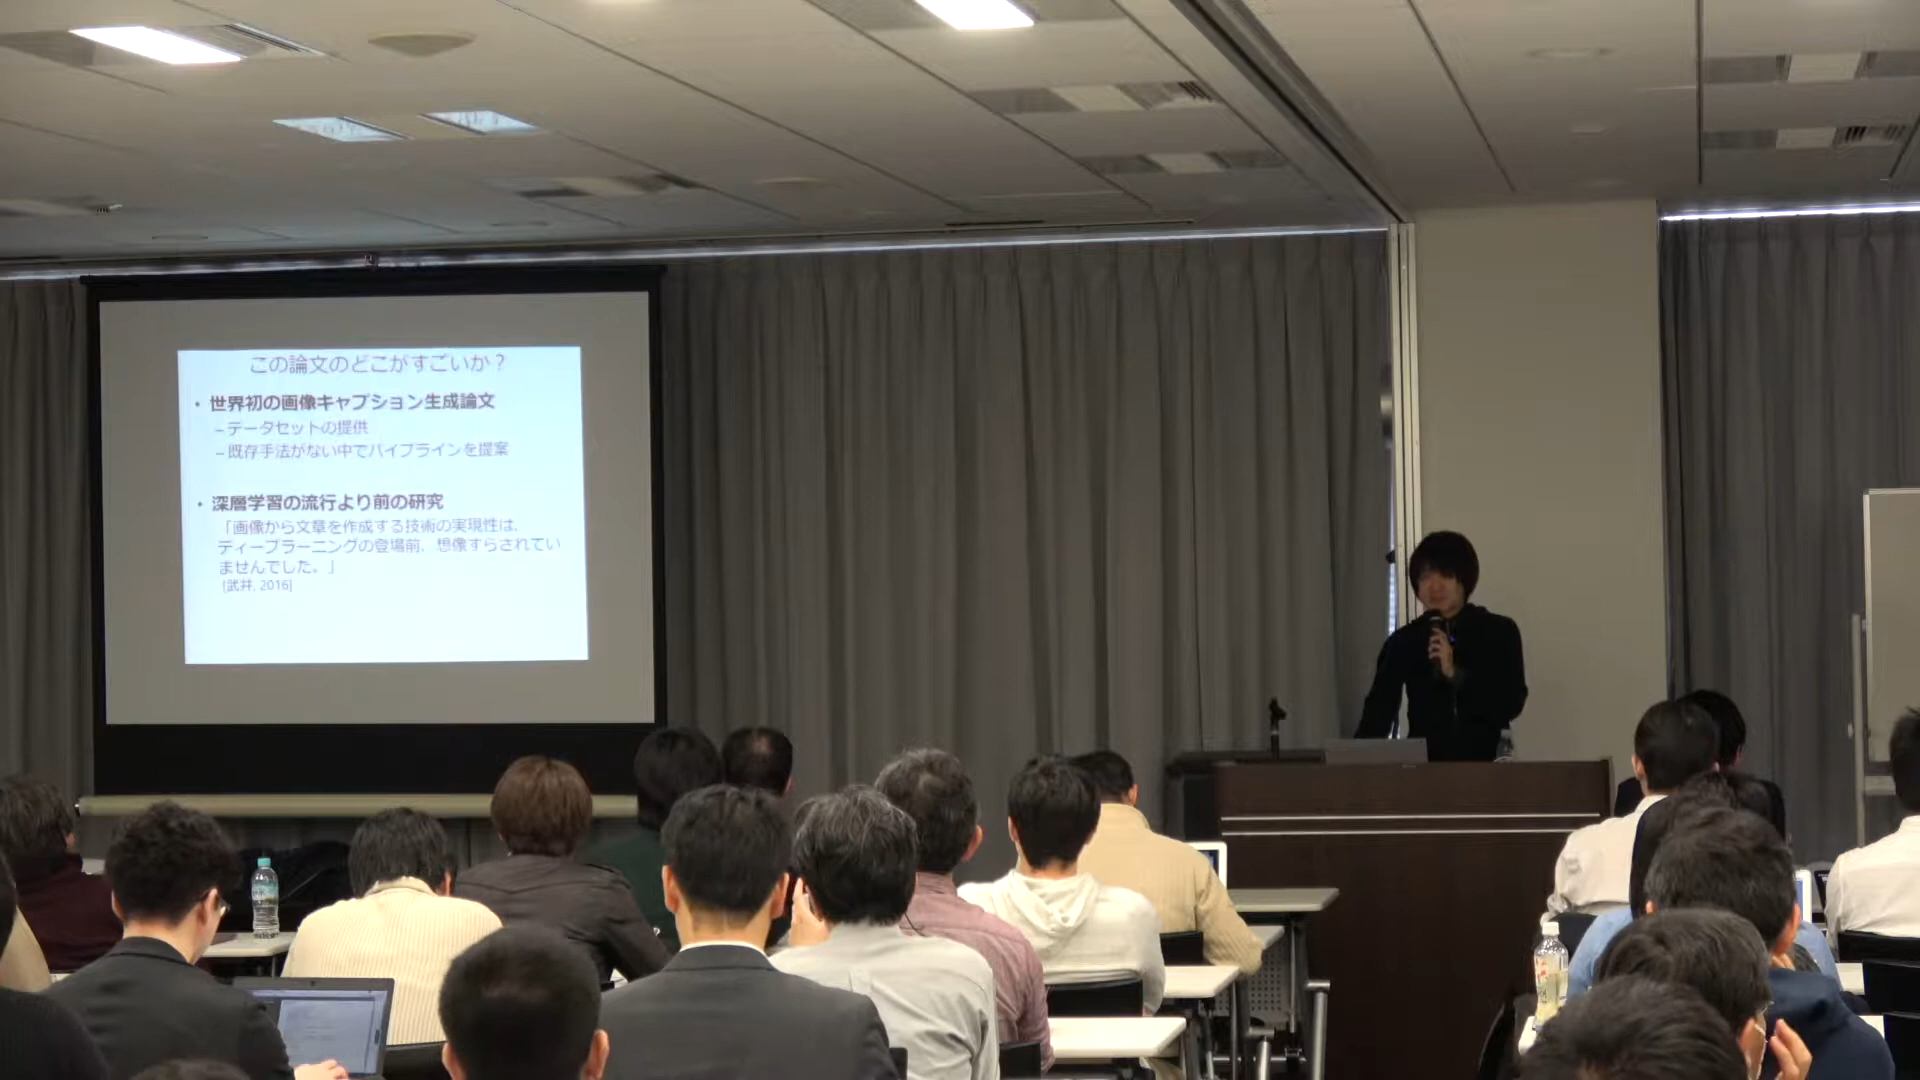 この論文のどこがすごいか？
• 世界初の画像キャプション生成論文
– データセットの提供
– 既存手法がない中でパイプラインを提案
• 深層学習の流行より前の研究
「画像から文章を作成する技術の実現性は、
ディープラーニングの登場前、想像すらされてい
ませんでした。」
[武井, 2016]